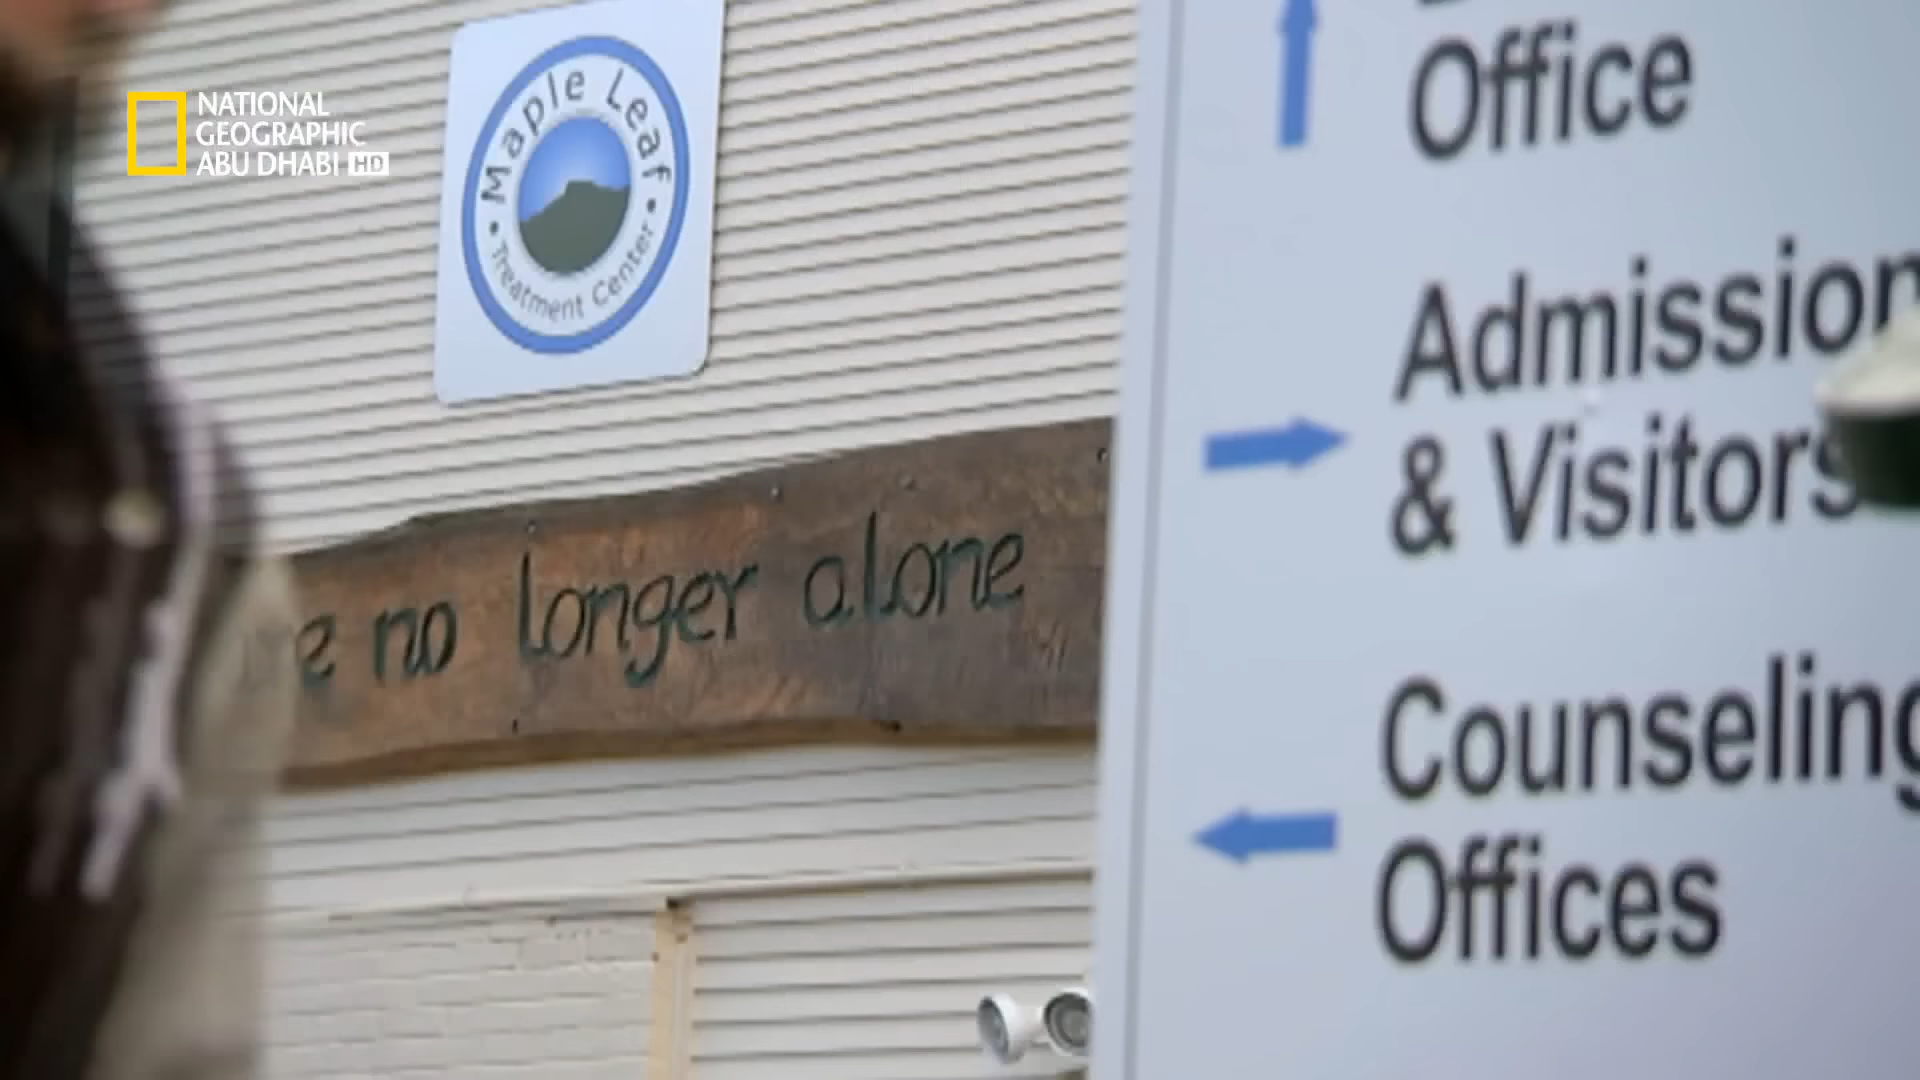 NATIONAL
GEOGRAPHIC
ABU DHABI HD
Maple Leaf
Treatment Center
no longer alone
Office
Admission
& Visitors
Counseling
Offices